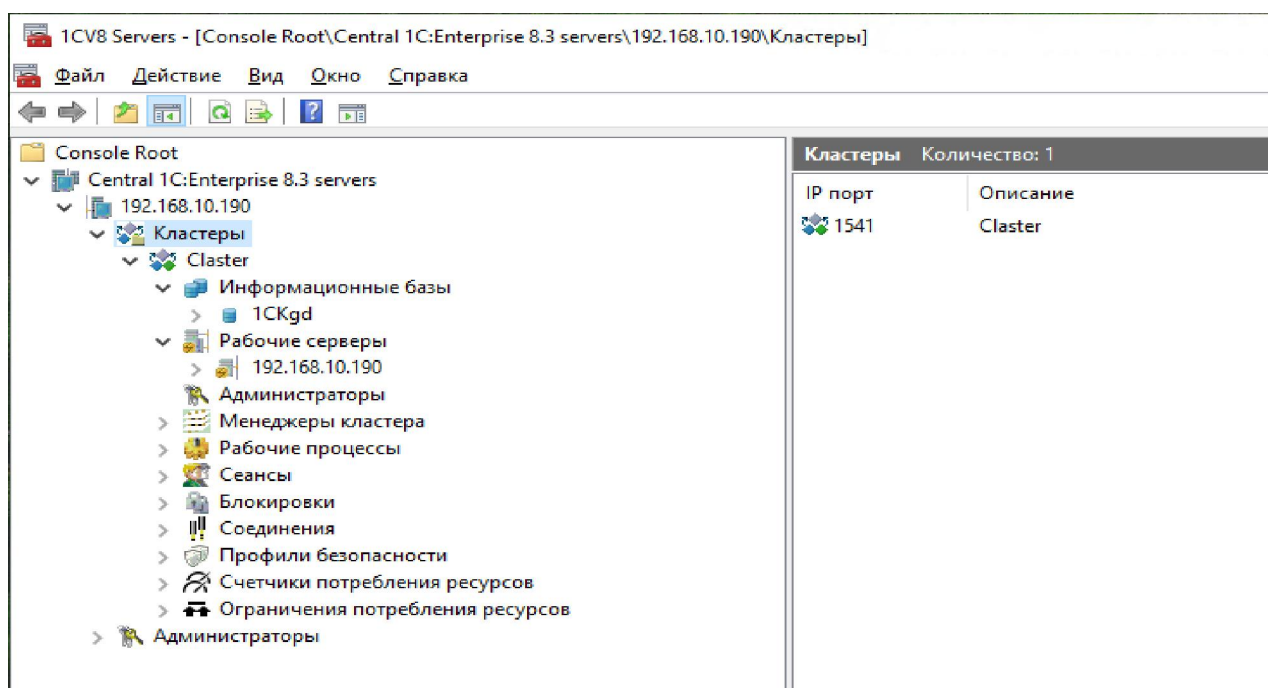 1CV8 Servers - [Console Root\Central 1C:Enterprise 8.3 servers\192.168.10.190\Кластеры]
Файл Действие Вид Окно Справка
Console Root
Central 1C:Enterprise 8.3 servers
192.168.10.190
Кластеры
Claster
Информационные базы
1CKgd
Рабочие серверы
192.168.10.190
Администраторы
Менеджеры кластера
Рабочие процессы
Сеансы
Блокировки
Соединения
Профили безопасности
Счетчики потребления ресурсов
Ограничения потребления ресурсов
Администраторы
Кластеры Количество: 1
IP порт Описание
1541 Claster